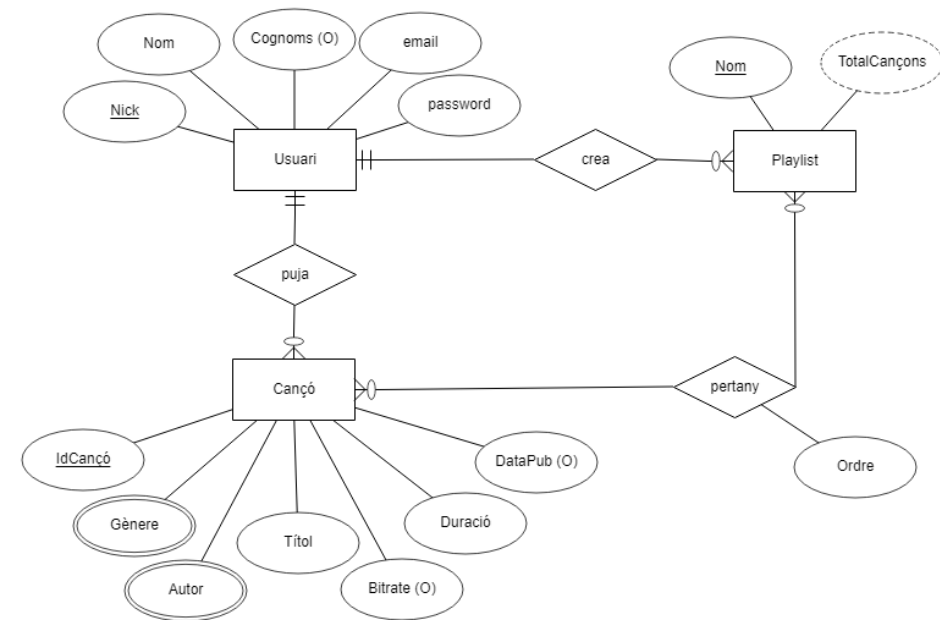 Nom
Cognoms (O)
email
Nick
password
Nom
TotalCançons
Usuari
crea
Playlist
puja
Cançó
pertany
IdCançó
Gènere
Autor
Títol
Bitrate (O)
Duració
DataPub (O)
Ordre